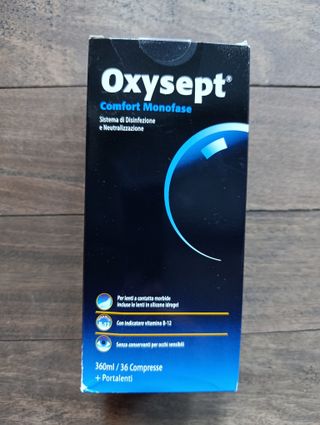 Oxysept®
Comfort Monofase
Sistema di Disinfezione
e Neutralizzazione
Per lenti a contatto morbide
incluse le lenti in silicone idrogel
Con indicatore vitamina B-12
Senza conservanti per occhi sensibili
360ml / 36 Compresse
+ Portalenti